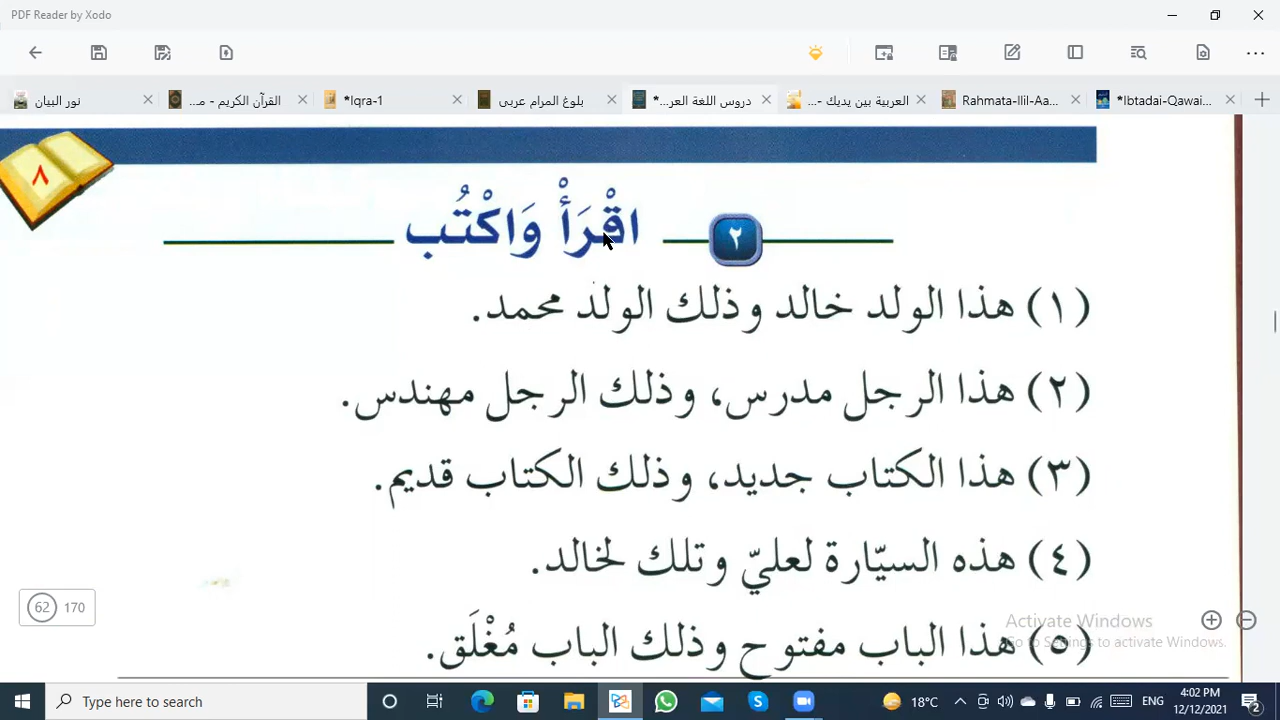 PDF Reader by Xodo
نور البيان
القرآن الكريم - مـ...
*Iqra-1
بلوغ المرام عربى
*دروس اللغة العر...
العربية بين يديك -...
Rahmata-Ilil-Aa...
*Ibtadai-Qawai...
٨
٢ اقْرَأْ وَاكْتُب
(١) هذا الولد خالد وذلك الولد محمد.
(٢) هذا الرجل مدرس، وذلك الرجل مهندس.
(٣) هذا الكتاب جديد، وذلك الكتاب قديم.
(٤) هذه السيّارة لعليّ وتلك لخالد.
(٥) هذا الباب مفتوح وذلك الباب مُغْلَق.
62 170
Activate Windows
Go to Settings to activate Windows.
Type here to search
18°C
ENG
4:02 PM
12/12/2021
2